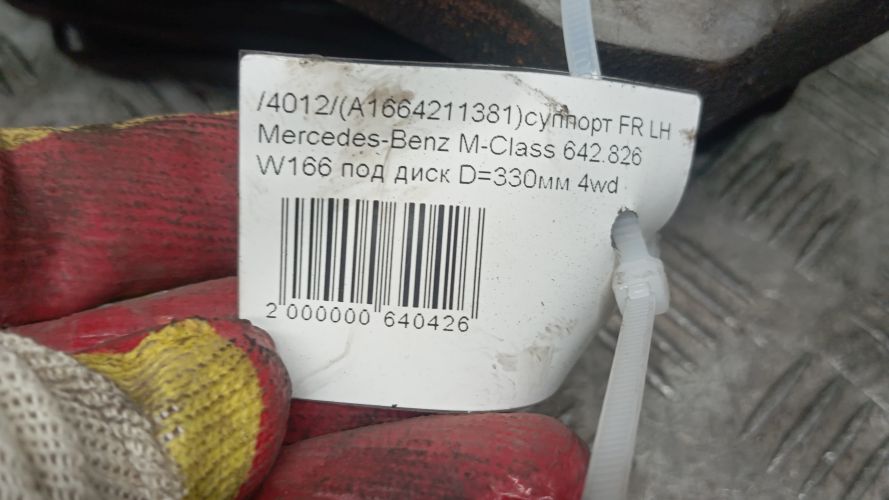 /4012/(A1664211381)суппорт FR LH
Mercedes-Benz M-Class 642.826
W166 под диск D=330мм 4wd
2 000000 640426